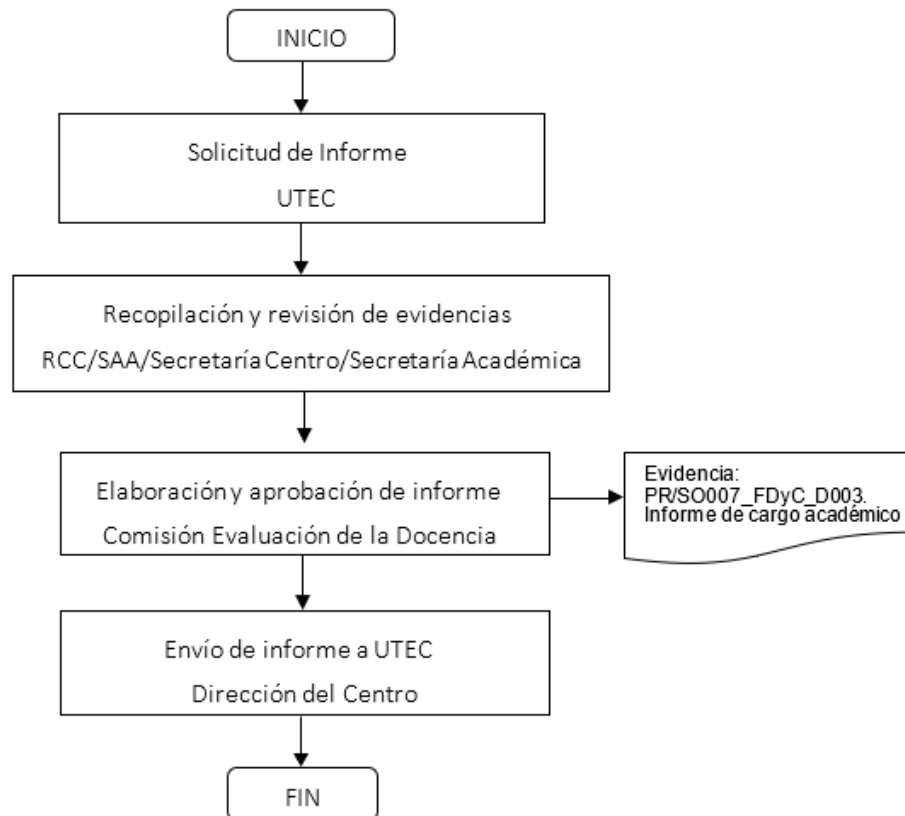 INICIO
Solicitud de Informe
UTEC
Recopilación y revisión de evidencias
RCC/SAA/Secretaría Centro/Secretaría Académica
Elaboración y aprobación de informe
Comisión Evaluación de la Docencia
Evidencia:
PR/SO007_FDyC_D003.
Informe de cargo académico
Envío de informe a UTEC
Dirección del Centro
FIN